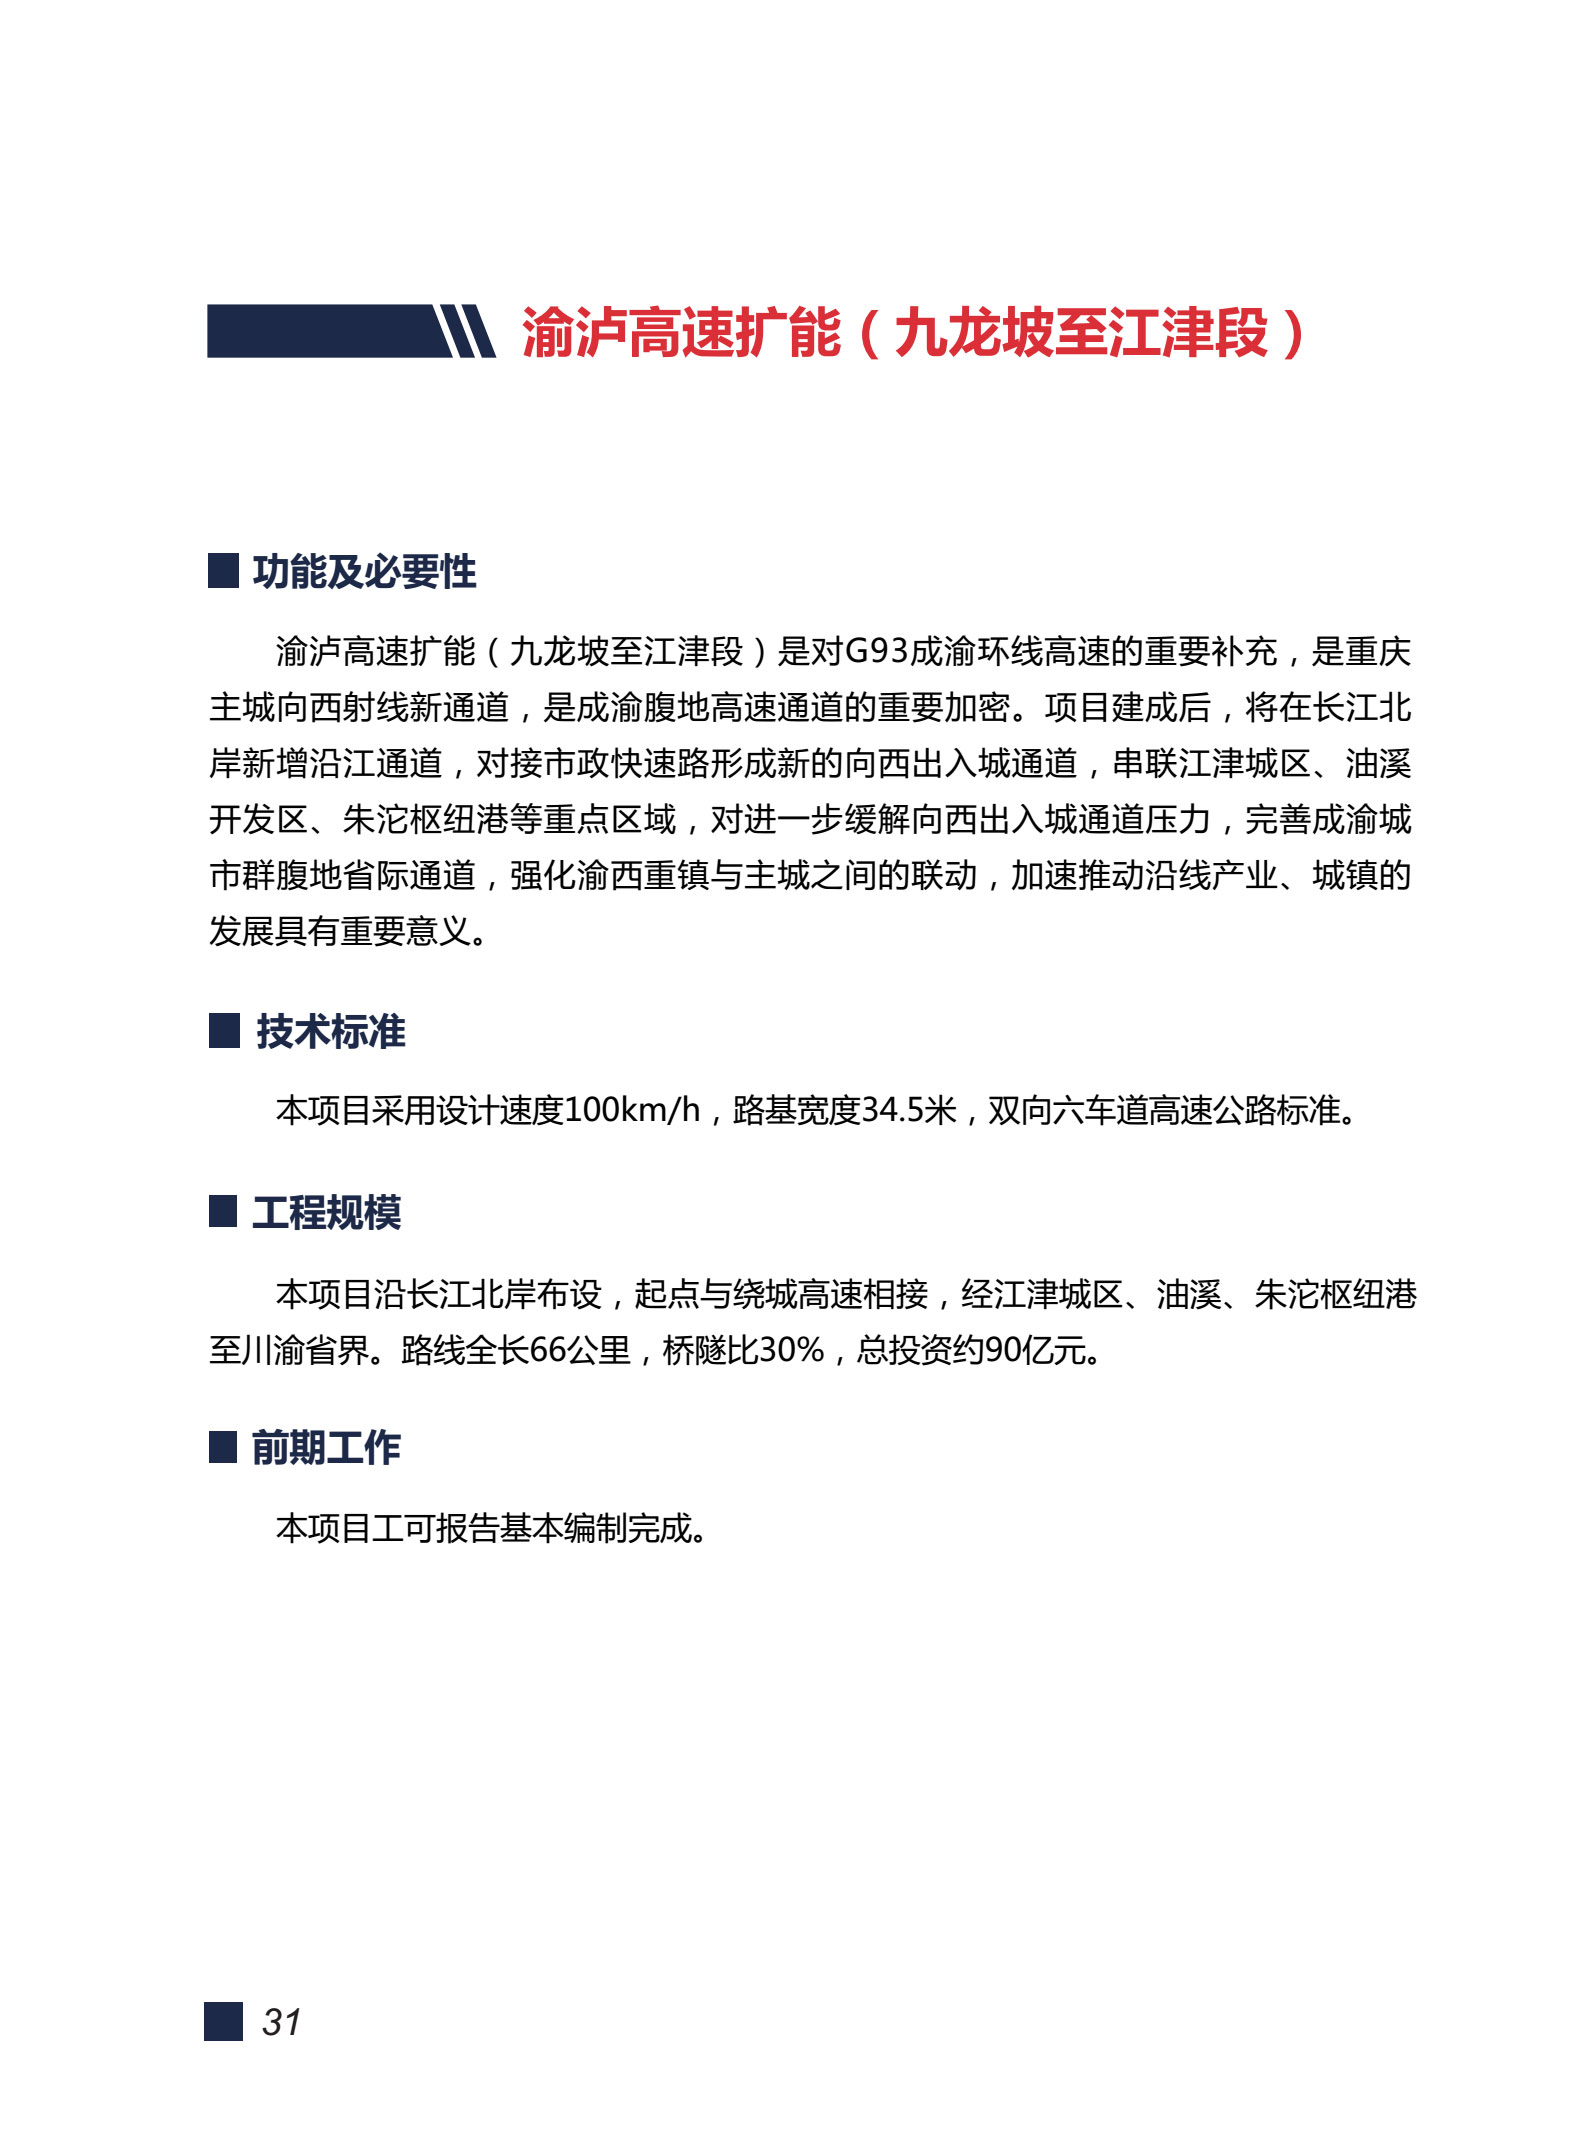 渝泸高速扩能（九龙坡至江津段）
功能及必要性
渝泸高速扩能（九龙坡至江津段）是对G93成渝环线高速的重要补充，是重庆
主城向西射线新通道，是成渝腹地高速通道的重要加密。项目建成后，将在长江北
岸新增沿江通道，对接市政快速路形成新的向西出入城通道，串联江津城区、油溪
开发区、朱沱枢纽港等重点区域，对进一步缓解向西出入城通道压力，完善成渝城
市群腹地省际通道，强化渝西重镇与主城之间的联动，加速推动沿线产业、城镇的
发展具有重要意义。
技术标准
本项目采用设计速度100km/h，路基宽度34.5米，双向六车道高速公路标准。
工程规模
本项目沿长江北岸布设，起点与绕城高速相接，经江津城区、油溪、朱沱枢纽港
至川渝省界。路线全长66公里，桥隧比30%，总投资约90亿元。
前期工作
本项目工可报告基本编制完成。
31